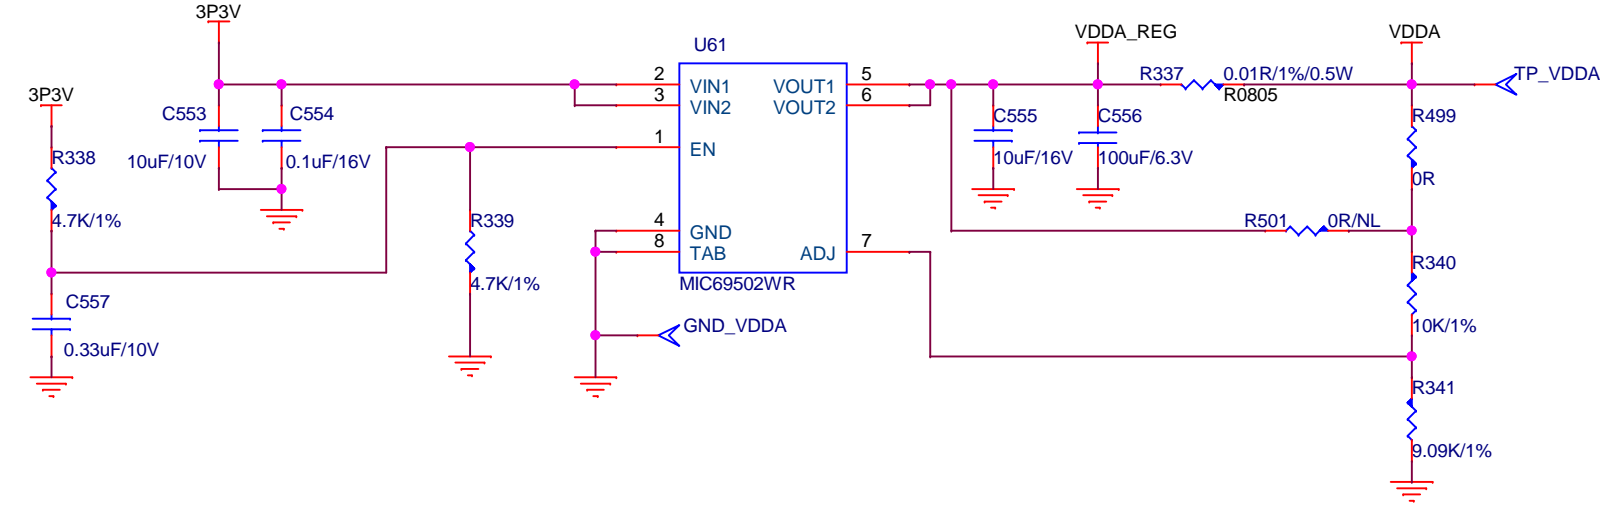 3P3V
U61
VDDA_REG
VDDA
2
VIN1
VOUT1
5
R337
0.01R/1%/0.5W
TP_VDDA
3P3V
3
VIN2
VOUT2
6
R0805
C553
C554
C555
C556
R499
1
EN
R338
10uF/10V
0.1uF/16V
10uF/16V
100uF/6.3V
0R
4.7K/1%
R339
4
GND
R501
0R/NL
8
TAB
ADJ
7
R340
4.7K/1%
MIC69502WR
C557
GND_VDDA
10K/1%
0.33uF/10V
R341
9.09K/1%